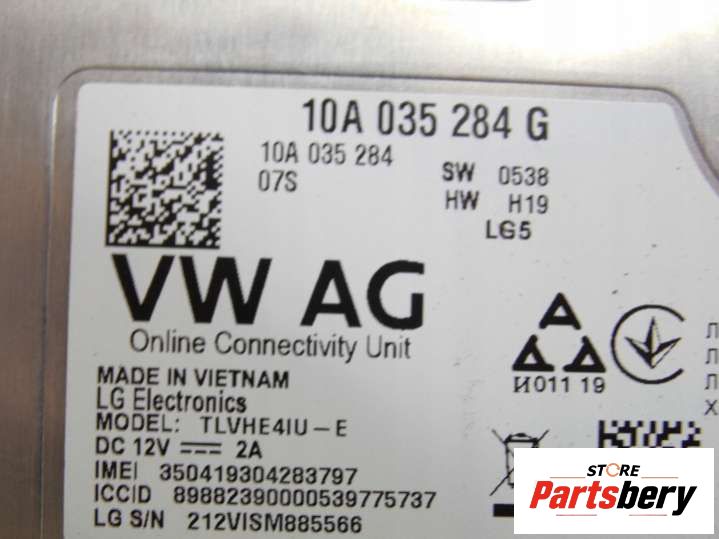 10A 035 284 G
10A 035 284
07S
SW 0538
HW H19
LG5
VW AG
Online Connectivity Unit
MADE IN VIETNAM
LG Electronics
MODEL: TLVHE4IU-E
DC 12V 2A
IMEI 350419304283797
ICCID 89882390000539775737
LG S/N 212VISM885566
И011 19
Л
Л
Л
Х
STORE
Partsbery